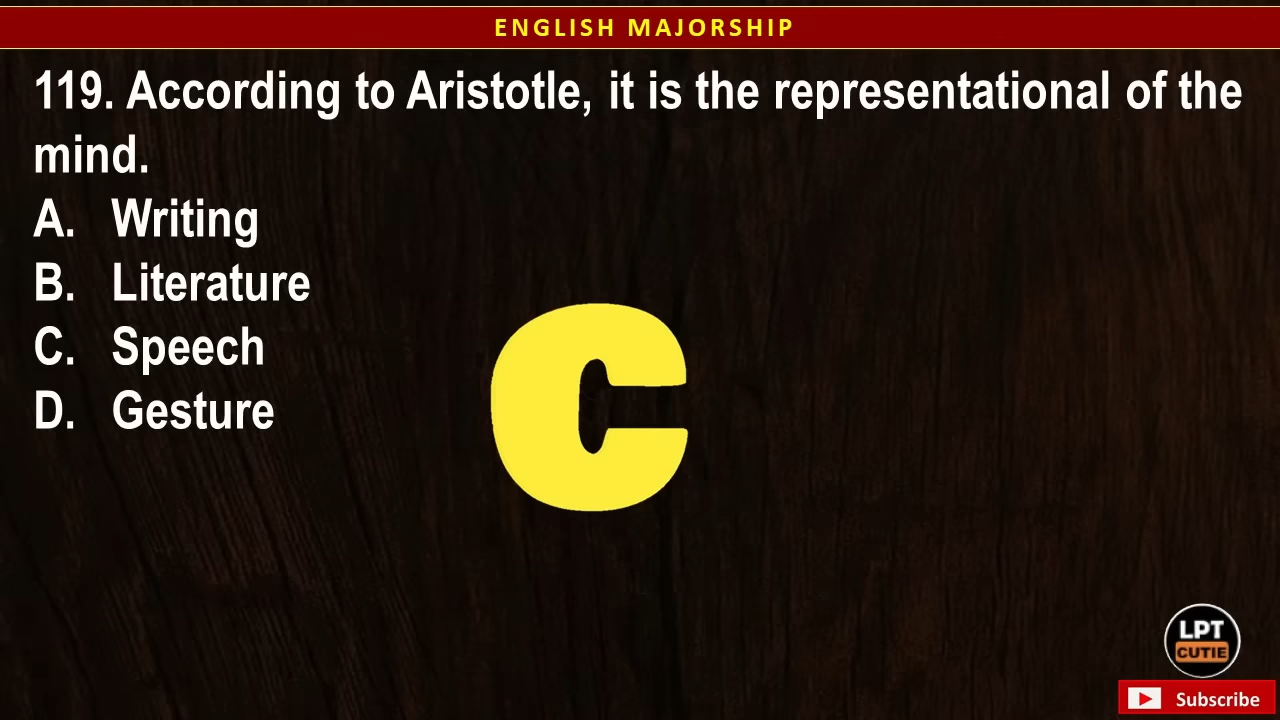 ENGLISH MAJORSHIP
119. According to Aristotle, it is the representational of the
mind.
A. Writing
B. Literature
C. Speech
D. Gesture
C
LPT
CUTIE
Subscribe